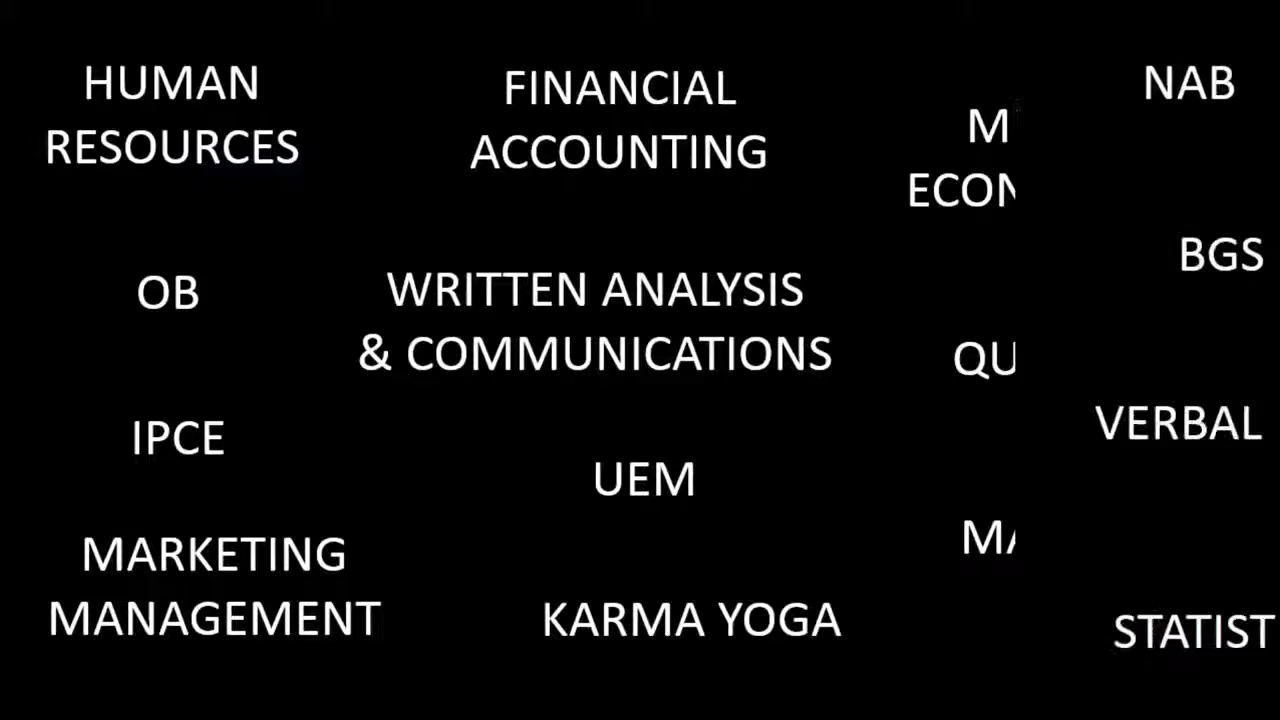 HUMAN
RESOURCES
FINANCIAL
ACCOUNTING
NAB
OB
WRITTEN ANALYSIS
& COMMUNICATIONS
BGS
IPCE
UEM
VERBAL
MARKETING
MANAGEMENT
KARMA YOGA